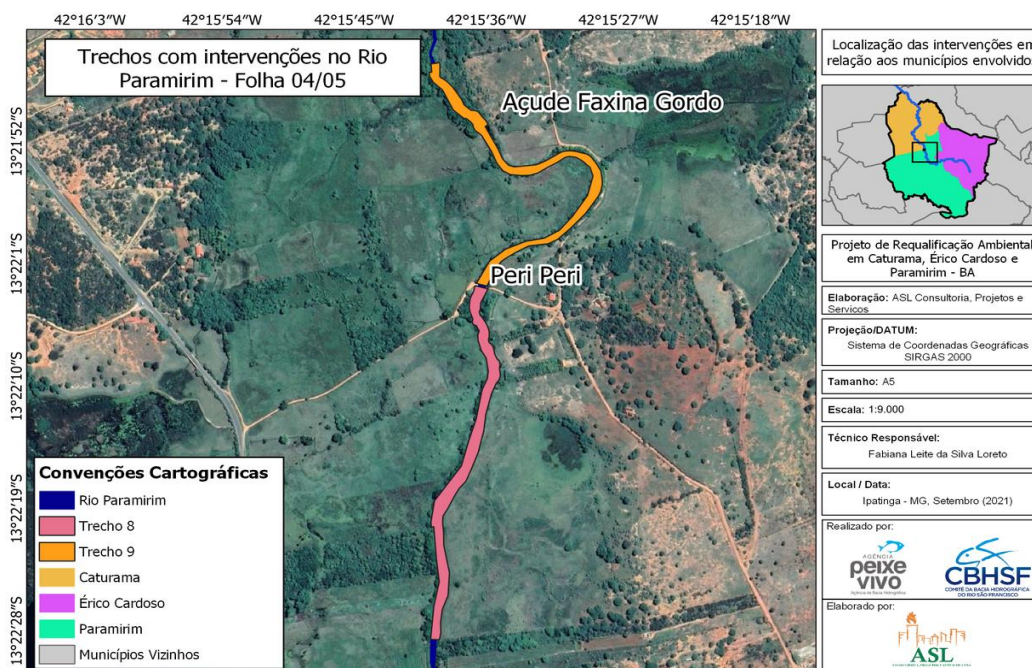 42°16'3"W 42°15'54"W 42°15'45"W 42°15'36"W 42°15'27"W 42°15'18"W
Trechos com intervenções no Rio
Paramirim - Folha 04/05
Açude Faxina Gordo
Peri Peri
13°21'52"S
13°22'1"S
13°22'10"S
13°22'19"S
13°22'28"S
Convenções Cartográficas
Rio Paramirim
Trecho 8
Trecho 9
Caturama
Érico Cardoso
Paramirim
Municípios Vizinhos
Localização das intervenções em
relação aos municípios envolvidos
Projeto de Requalificação Ambiental
em Caturama, Érico Cardoso e
Paramirim - BA
Elaboração: ASL Consultoria, Projetos e
Servicos
Projeção/DATUM:
Sistema de Coordenadas Geográficas
SIRGAS 2000
Tamanho: A5
Escala: 1:9.000
Técnico Responsável:
Fabiana Leite da Silva Loreto
Local / Data:
Ipatinga - MG, Setembro (2021)
Realizado por:
AGÊNCIA
peixe
vivo
Agência de Bacia Hidrográfica
CBHSF
COMITÊ DA BACIA HIDROGRÁFICA
DO RIO SÃO FRANCISCO
Elaborado por:
ASL